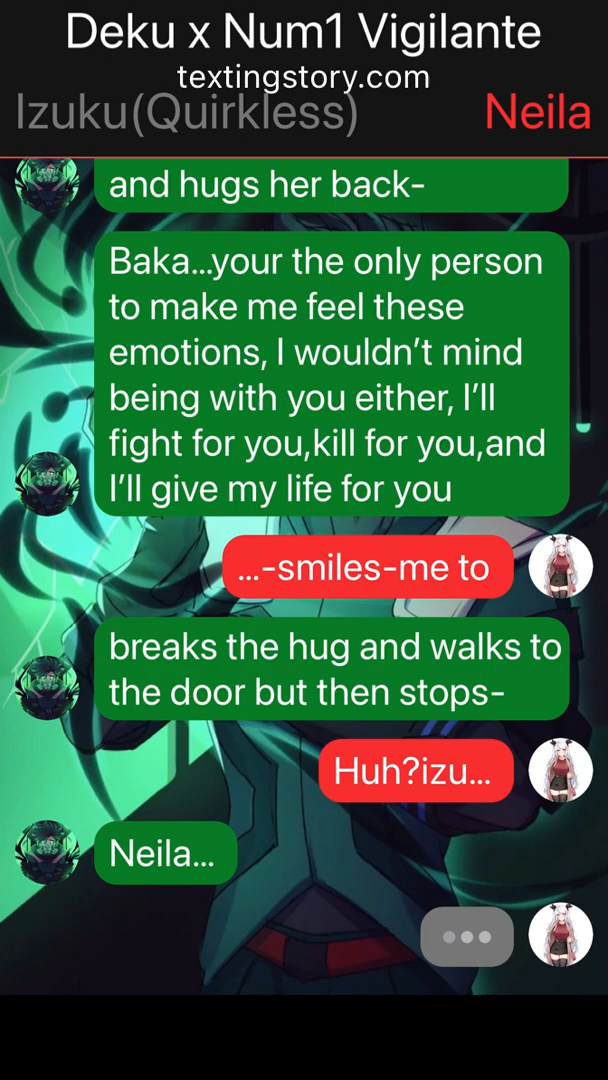 Deku x Num1 Vigilante
textingstory.com
Izuku(Quirkless)
Neila
and hugs her back-
Baka...your the only person
to make me feel these
emotions, I wouldn't mind
being with you either, I'll
fight for you,kill for you,and
I'll give my life for you
...-smiles-me to
breaks the hug and walks to
the door but then stops-
Huh?izu...
Neila...